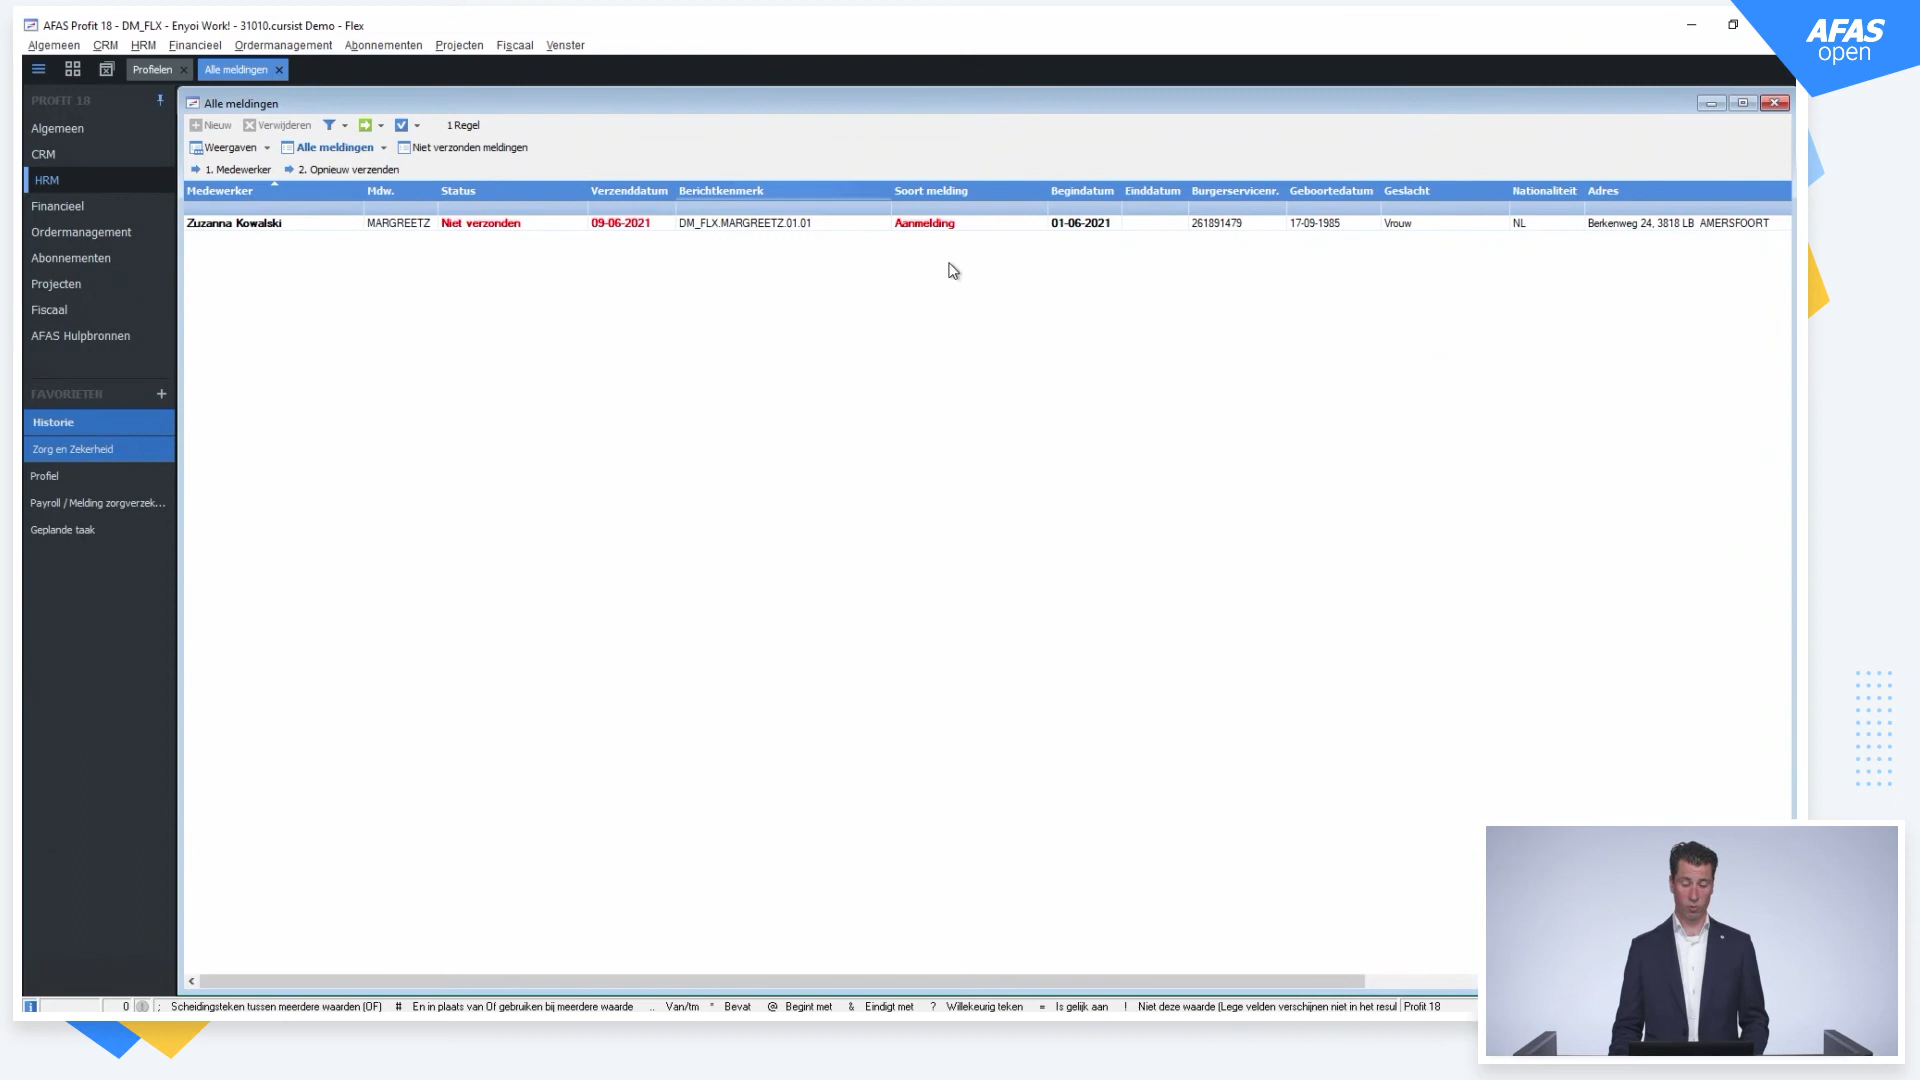 AFAS Profit 18 - DM_FLX - Enyoi Work! - 31010.cursist Demo - Flex
Algemeen CRM HRM Financieel Ordermanagement Abonnementen Projecten Fiscaal Venster
AFAS
open
Profielen Alle meldingen
PROFIT 18
Algemeen
CRM
HRM
Financieel
Ordermanagement
Abonnementen
Projecten
Fiscaal
AFAS Hulpbronnen
FAVORIETEN +
Historie
Zorg en Zekerheid
Profiel
Payroll / Melding zorgverzek...
Geplande taak
Alle meldingen
Nieuw Verwijderen 1 Regel
Weergaven Alle meldingen Niet verzonden meldingen
1. Medewerker 2. Opnieuw verzenden
Medewerker Mdw. Status Verzenddatum Berichtkenmerk Soort melding Begindatum Einddatum Burgerservicenr. Geboortedatum Geslacht Nationaliteit Adres
Zuzanna Kowalski MARGREETZ Niet verzonden 09-06-2021 DM_FLX.MARGREETZ.01.01 Aanmelding 01-06-2021 261891479 17-09-1985 Vrouw NL Berkenweg 24, 3818 LB AMERSFOORT
0 ; Scheidingsteken tussen meerdere waarden (OF) # En in plaats van Of gebruiken bij meerdere waarde .. Van/tm * Bevat @ Begint met & Eindigt met ? Willekeurig teken = Is gelijk aan ! Niet deze waarde (Lege velden verschijnen niet in het resul Profit 18